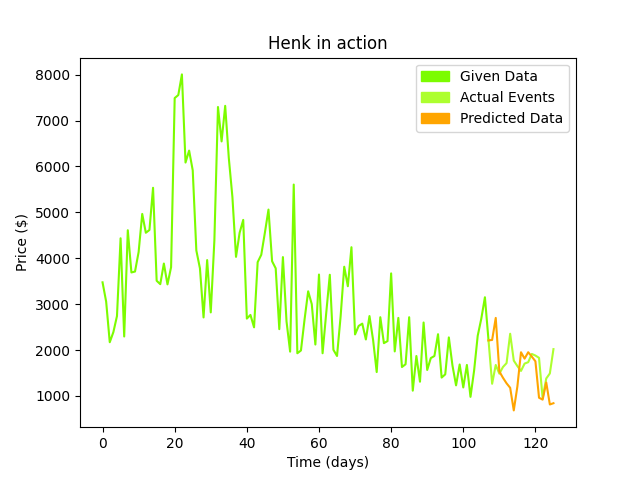 Henk in action
Given Data
Actual Events
Predicted Data
8000
7000
6000
5000
4000
3000
2000
1000
Price ($)
0 20 40 60 80 100 120
Time (days)